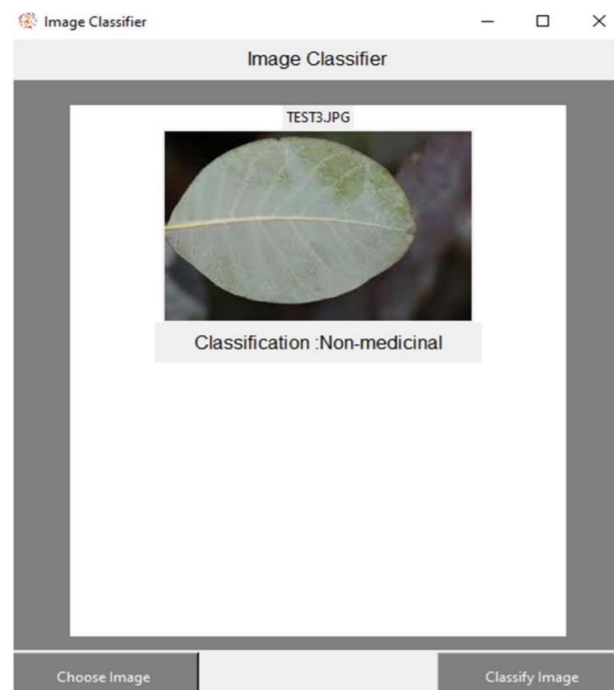 Image Classifier
Image Classifier
TEST3.JPG
Classification :Non-medicinal
Choose Image
Classify Image